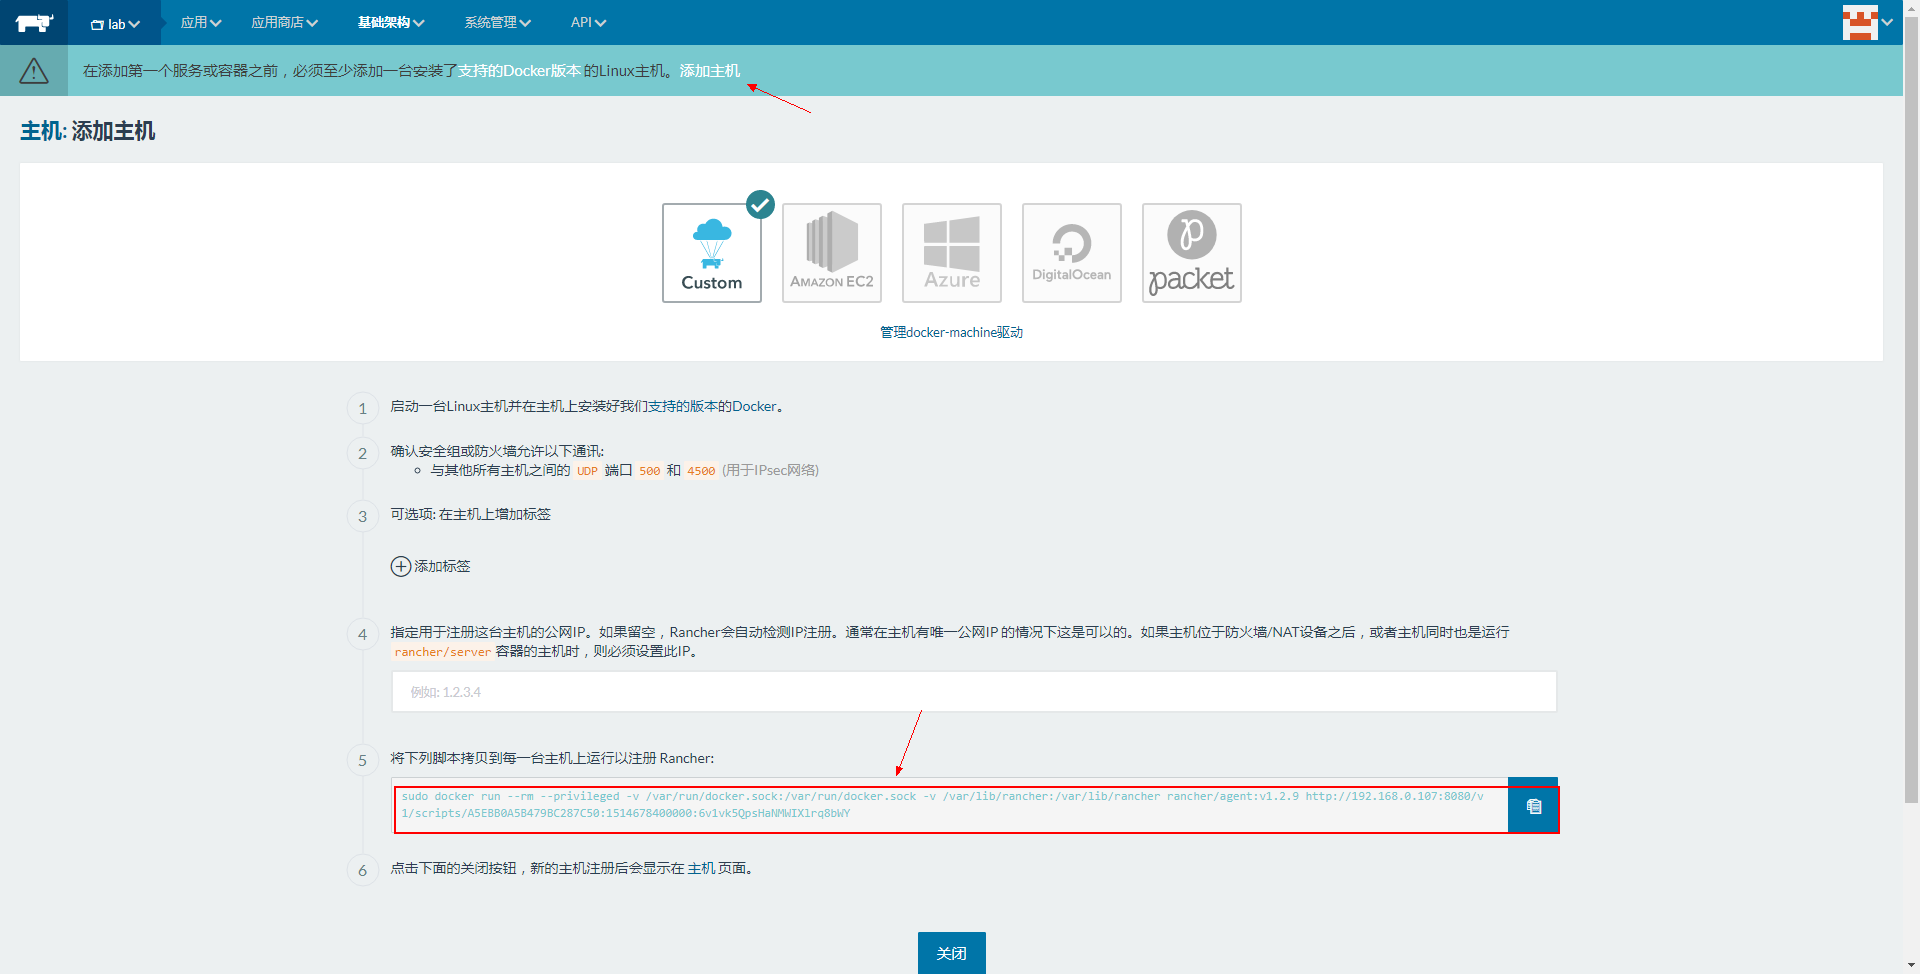 lab
应用
应用商店
基础架构
系统管理
API
在添加第一个服务或容器之前，必须至少添加一台安装了支持的Docker版本 的Linux主机。添加主机
主机: 添加主机
Custom
AMAZON EC2
Azure
DigitalOcean
packet
管理docker-machine驱动
1 启动一台Linux主机并在主机上安装好我们支持的版本的Docker。
2 确认安全组或防火墙允许以下通讯:
与其他所有主机之间的 UDP 端口 500 和 4500 (用于IPsec网络)
3 可选项: 在主机上增加标签
添加标签
4 指定用于注册这台主机的公网IP。如果留空，Rancher会自动检测IP注册。通常在主机有唯一公网IP 的情况下这是可以的。如果主机位于防火墙/NAT设备之后，或者主机同时也是运行
rancher/server 容器的主机时，则必须设置此IP。
例如: 1.2.3.4
5 将下列脚本拷贝到每一台主机上运行以注册 Rancher:
sudo docker run --rm --privileged -v /var/run/docker.sock:/var/run/docker.sock -v /var/lib/rancher:/var/lib/rancher rancher/agent:v1.2.9 http://192.168.0.107:8080/v
1/scripts/A5EBB0A5B479BC287C50:1514678400000:6v1vk5QpsHaNMWIXlrq8bWY
6 点击下面的关闭按钮，新的主机注册后会显示在 主机 页面。
关闭